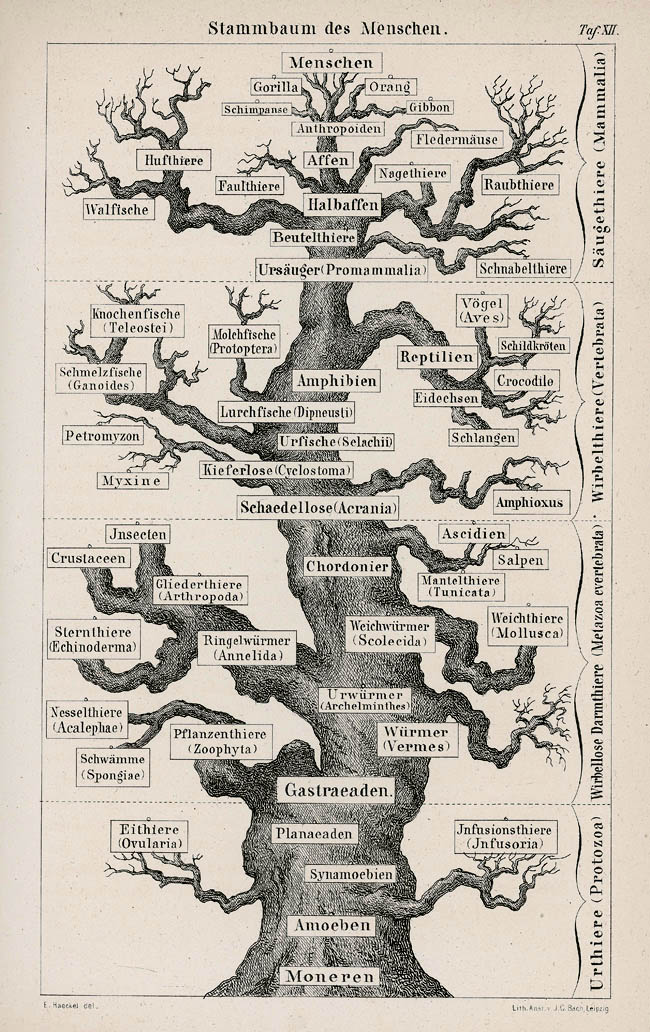 Stammbaum des Menschen.
Taf. XII.
Menschen
Gorilla
Orang
Schimpanse
Gibbon
Anthropoiden
Fledermäuse
Hufthiere
Affen
Nagethiere
Faulthiere
Raubthiere
Walfische
Halbaffen
Beutelthiere
Ursäuger (Promammalia)
Schnabelthiere
Säugethiere (Mammalia)
Knochenfische
(Teleostei)
Molchfische
(Protoptera)
Vögel
(Aves)
Schildkröten
Reptilien
Schmelzfische
(Ganoides)
Amphibien
Crocodile
Eidechsen
Lurchfische (Dipneusti)
Petromyzon
Urfische (Selachii)
Schlangen
Kieferlose (Cyclostoma)
Myxine
Schaedellose (Acrania)
Amphioxus
Wirbelthiere (Vertebrata)
Jnsecten
Ascidien
Crustaceen
Chordonier
Salpen
Gliederthiere
(Arthropoda)
Mantelthiere
(Tunicata)
Sternthiere
(Echinoderma)
Ringelwürmer
(Annelida)
Weichwürmer
(Scolecida)
Weichthiere
(Mollusca)
Urwürmer
(Archelminthes)
Nesselthiere
(Acalephae)
Pflanzenthiere
(Zoophyta)
Würmer
(Vermes)
Schwämme
(Spongiae)
Gastraeaden.
Wirbellose Darmthiere (Metazoa evertebrata)
Eithiere
(Ovularia)
Planaeaden
Jnfusionsthiere
(Jnfusoria)
Synamoebien
Amoeben
Moneren
Urthiere (Protozoa)
E. Haeckel del.
Lith. Anst. v. J. G. Bach, Leipzig